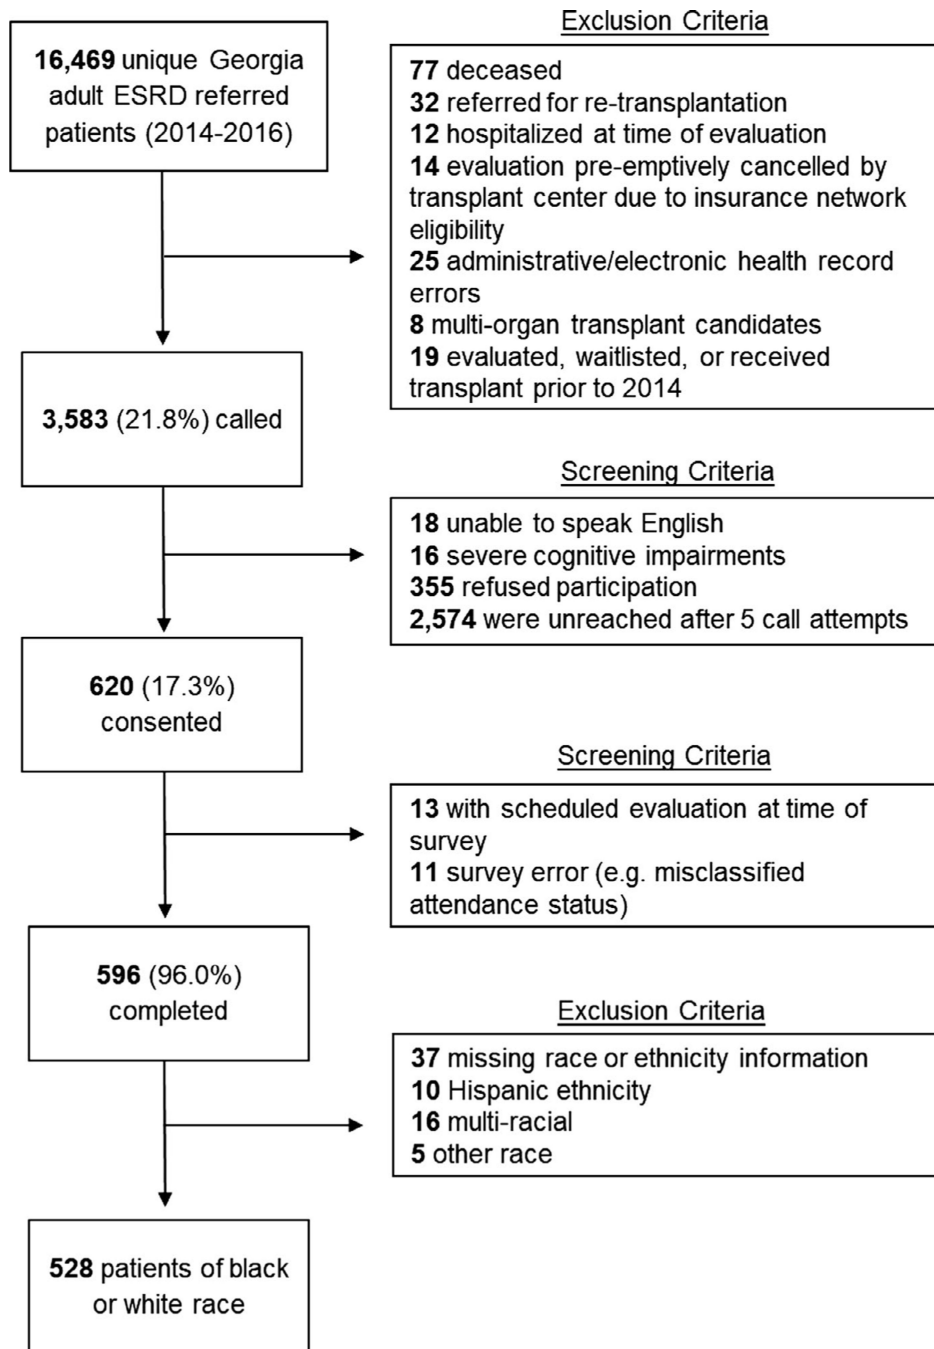 16,469 unique Georgia
adult ESRD referred
patients (2014-2016)
Exclusion Criteria
77 deceased
32 referred for re-transplantation
12 hospitalized at time of evaluation
14 evaluation pre-emptively cancelled by
transplant center due to insurance network
eligibility
25 administrative/electronic health record
errors
8 multi-organ transplant candidates
19 evaluated, waitlisted, or received
transplant prior to 2014
3,583 (21.8%) called
Screening Criteria
18 unable to speak English
16 severe cognitive impairments
355 refused participation
2,574 were unreached after 5 call attempts
620 (17.3%)
consented
Screening Criteria
13 with scheduled evaluation at time of
survey
11 survey error (e.g. misclassified
attendance status)
596 (96.0%)
completed
Exclusion Criteria
37 missing race or ethnicity information
10 Hispanic ethnicity
16 multi-racial
5 other race
528 patients of black
or white race